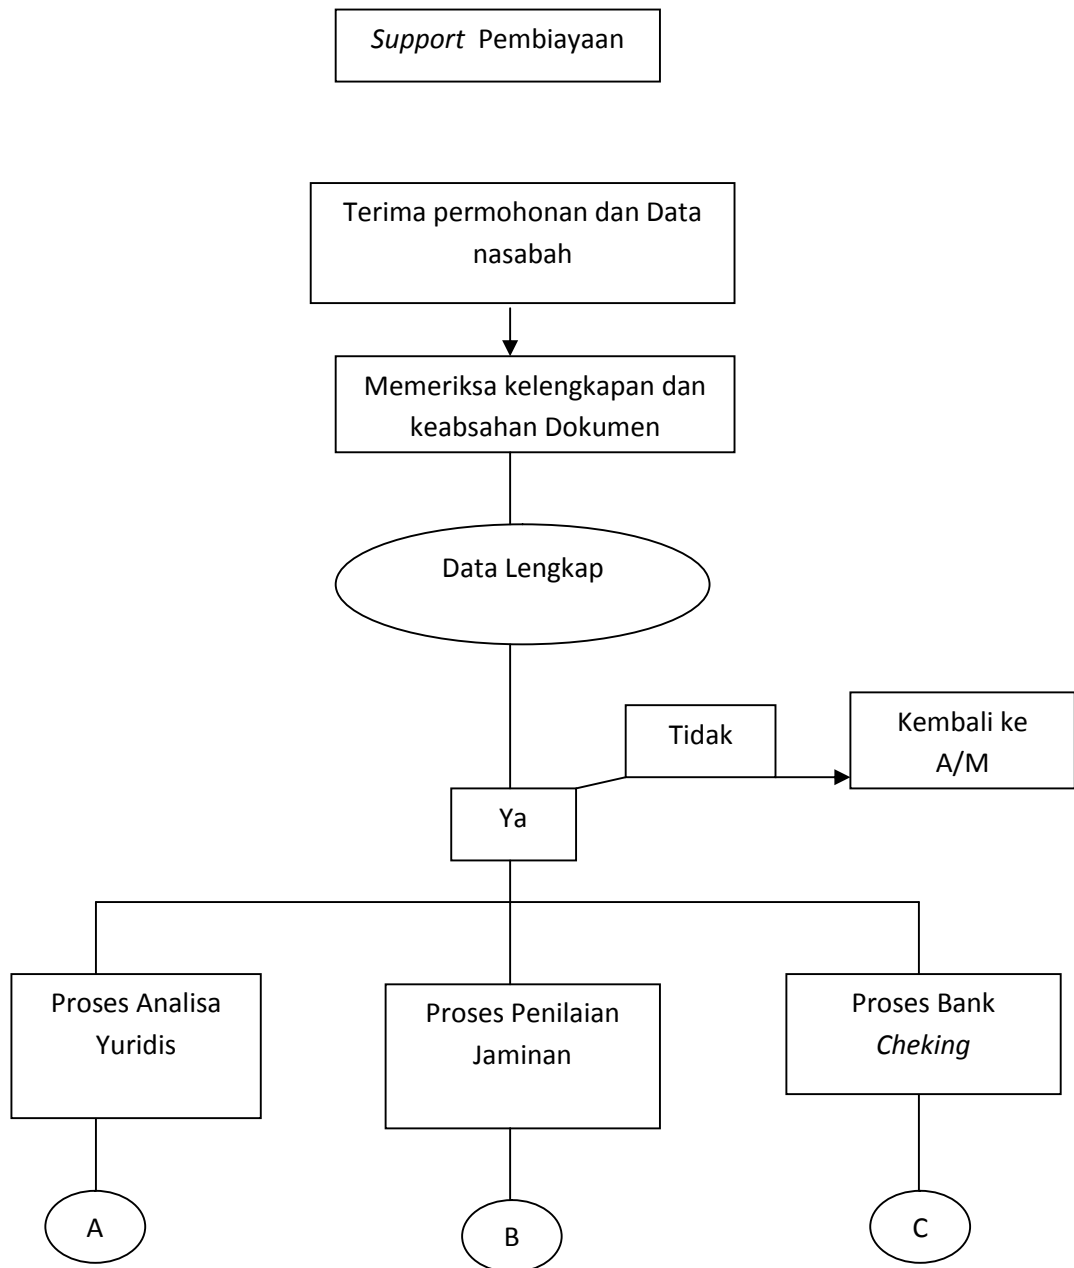 Support Pembiayaan
Terima permohonan dan Data
nasabah
Memeriksa kelengkapan dan
keabsahan Dokumen
Data Lengkap
Tidak
Kembali ke
A/M
Ya
Proses Analisa
Yuridis
Proses Penilaian
Jaminan
Proses Bank
Cheking
A
B
C